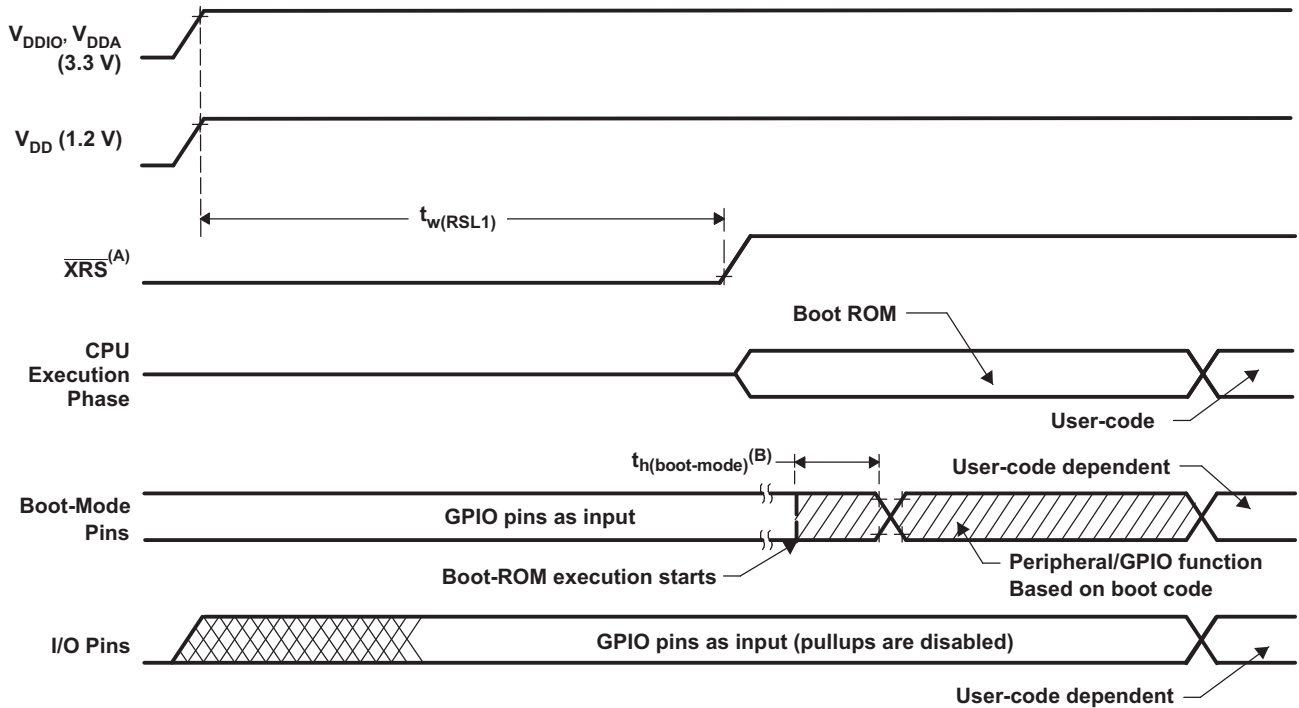 V_DDIO, V_DDA
(3.3 V)
V_DD (1.2 V)
t_w(RSL1)
XRS(A)
Boot ROM
CPU
Execution
Phase
User-code
t_h(boot-mode)(B)
User-code dependent
Boot-Mode
Pins
GPIO pins as input
Boot-ROM execution starts
Peripheral/GPIO function
Based on boot code
I/O Pins
GPIO pins as input (pullups are disabled)
User-code dependent